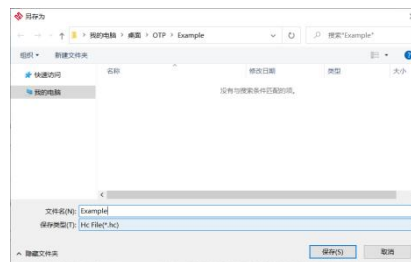 另存为
我的电脑 > 桌面 > OTP > Example
搜索"Example"
组织 新建文件夹
名称 修改日期 类型 大小
快速访问
我的电脑
没有与搜索条件匹配的项。
文件名(N): Example
保存类型(T): Hc File(*.hc)
隐藏文件夹 保存(S) 取消